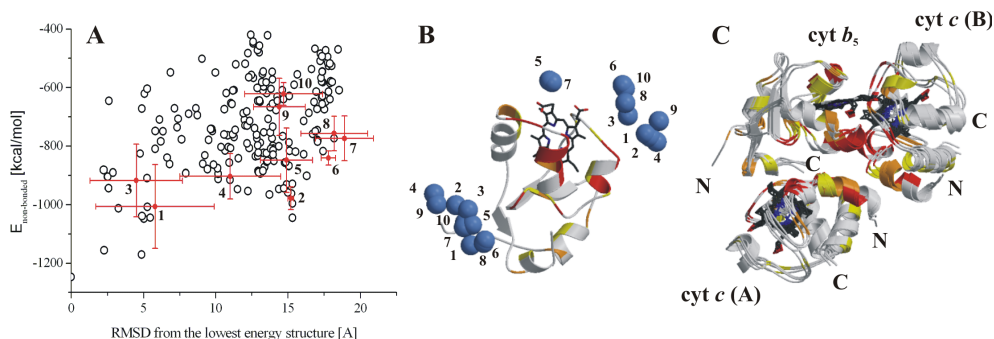 A
E non-bonded [kcal/mol]
-400
-600
-800
-1000
-1200
0
5
10
15
20
RMSD from the lowest energy structure [A]
10
9
8
7
6
5
4
3
2
1
B
5
7
6
10
8
3
9
1
2
4
4
2
3
9
10
5
7
6
1
8
C
cyt b5
cyt c (B)
C
N
C
N
N
C
cyt c (A)